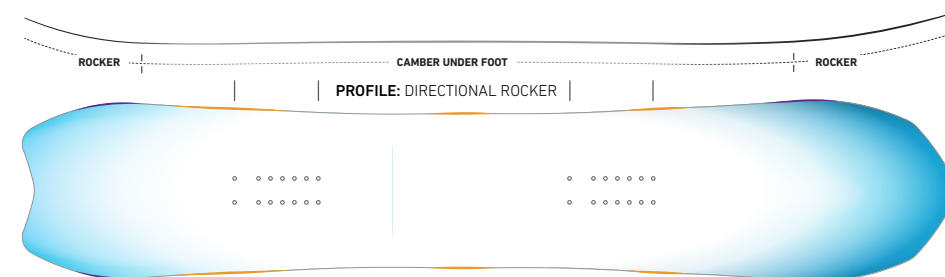 ROCKER
CAMBER UNDER FOOT
ROCKER
PROFILE: DIRECTIONAL ROCKER